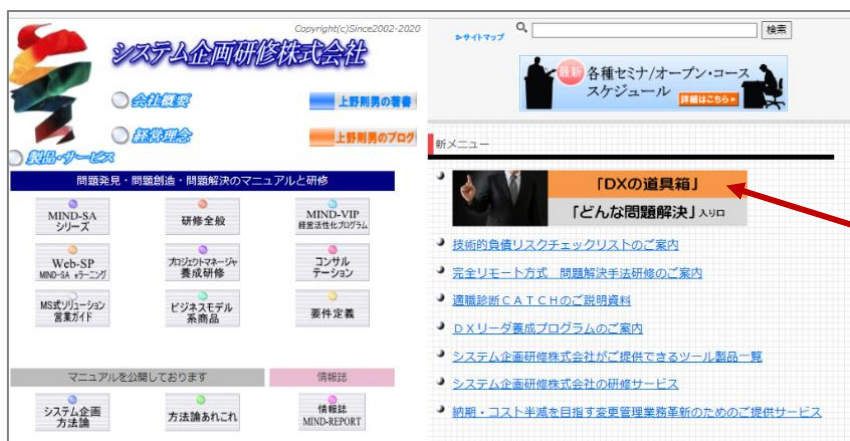 Copyright(c)Since2002-2020
システム企画研修株式会社
会社概要
上野則男の著書
経営理念
上野則男のブログ
製品・サービス
問題発見・問題創造・問題解決のマニュアルと研修
MIND-SA
シリーズ
研修全般
MIND-VIP
経営活性化プログラム
Web-SP
MIND-SA eラーニング
プロジェクトマネージャ
養成研修
コンサル
テーション
MS式ソリューション
営業ガイド
ビジネスモデル
系商品
要件定義
マニュアルを公開しております
情報誌
システム企画
方法論
方法論あれこれ
情報誌
MIND-REPORT
サイトマップ
検索
最新
各種セミナ/オープン・コース
スケジュール
詳細はこちら
新メニュー
「DXの道具箱」
「どんな問題解決」入り口
技術的負債リスクチェックリストのご案内
完全リモート方式 問題解決手法研修のご案内
適職診断CATCHのご説明資料
DXリーダ養成プログラムのご案内
システム企画研修株式会社がご提供できるツール製品一覧
システム企画研修株式会社の研修サービス
納期・コスト半減を目指す変更管理業務革新のためのご提供サービス